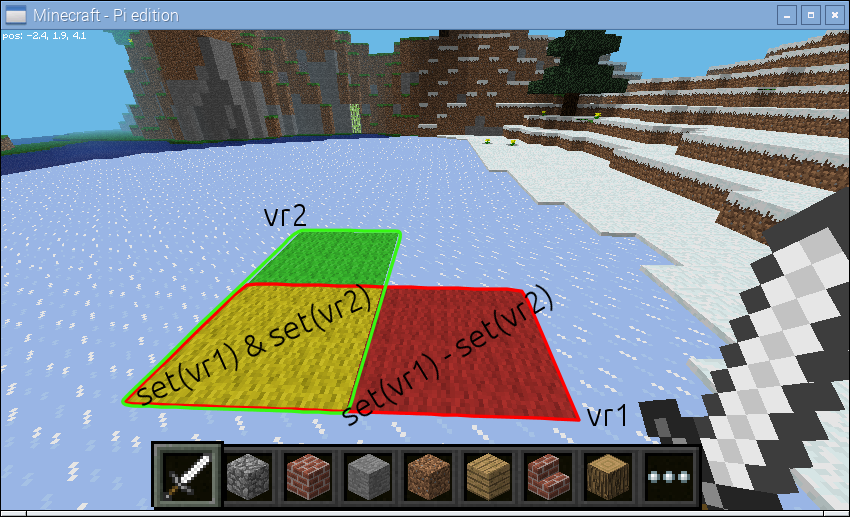 Minecraft - Pi edition
pos: -2.4, 1.9, 4.1
vr2
set(vr1) & set(vr2)
set(vr1) - set(vr2)
vr1